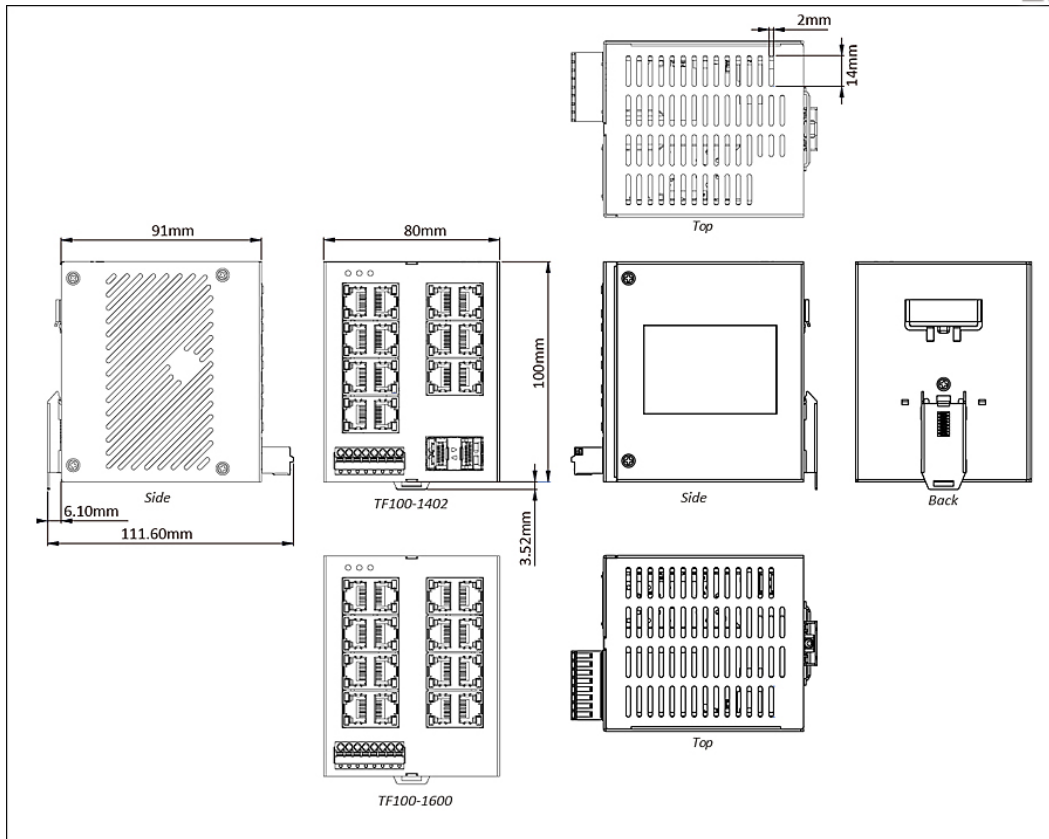 2mm
14mm
Top
91mm
80mm
100mm
Side
TF100-1402
Side
Back
6.10mm
111.60mm
3.52mm
TF100-1600
Top